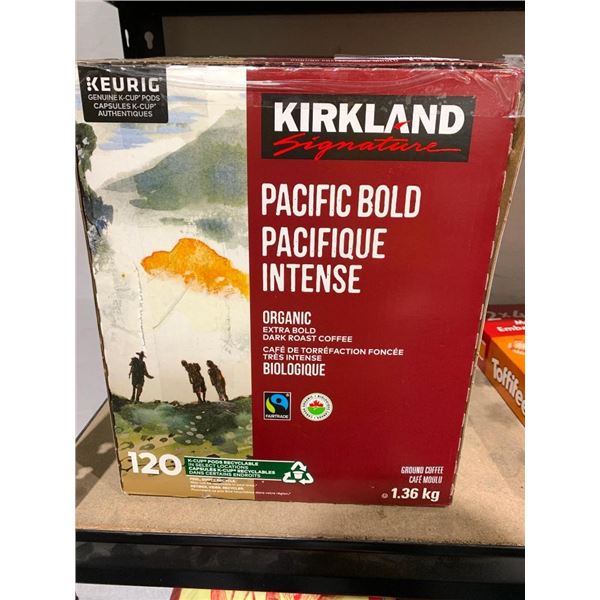 KEURIG
GENUINE K-CUP® PODS
CAPSULES K-CUP®
AUTHENTIQUES
KIRKLAND
Signature
PACIFIC BOLD
PACIFIQUE
INTENSE
ORGANIC
EXTRA BOLD
DARK ROAST COFFEE
CAFÉ DE TORRÉFACTION FONCÉE
TRÈS INTENSE
BIOLOGIQUE
FAIRTRADE
120
K-CUP® PODS RECYCLABLE
IN SELECT LOCATIONS
CAPSULES K-CUP® RECYCLABLES
DANS CERTAINS ENDROITS
GROUND COFFEE
CAFÉ MOULU
1.36 kg
Toffifee